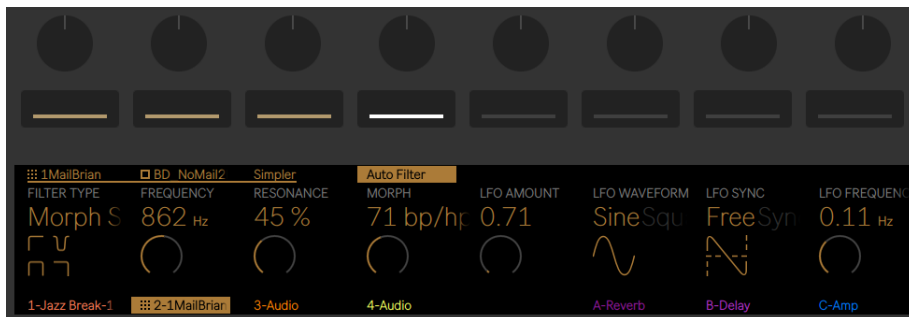 1MailBrian BD_NoMail2 Simpler Auto Filter
FILTER TYPE FREQUENCY RESONANCE MORPH LFO AMOUNT LFO WAVEFORM LFO SYNC LFO FREQUENC
Morph S 862 Hz 45 % 71 bp/hp 0.71 SineSqu FreeSyn 0.11 Hz
1-Jazz Break-1 2-1MailBrian 3-Audio 4-Audio A-Reverb B-Delay C-Amp